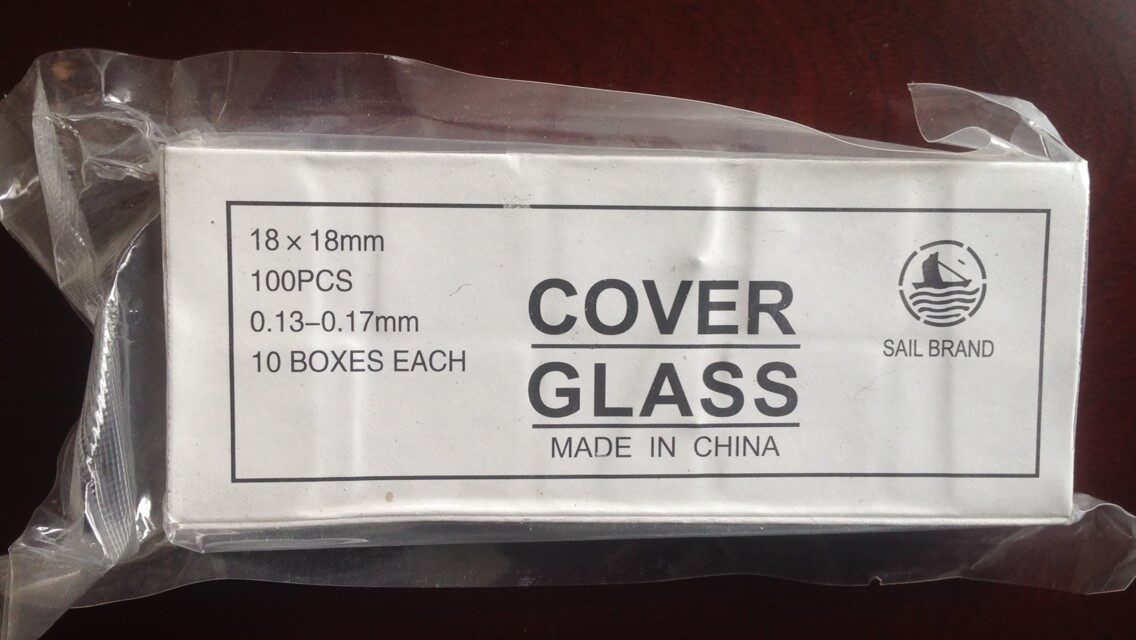 18 × 18mm
100PCS
0.13–0.17mm
10 BOXES EACH
COVER
GLASS
MADE IN CHINA
SAIL BRAND